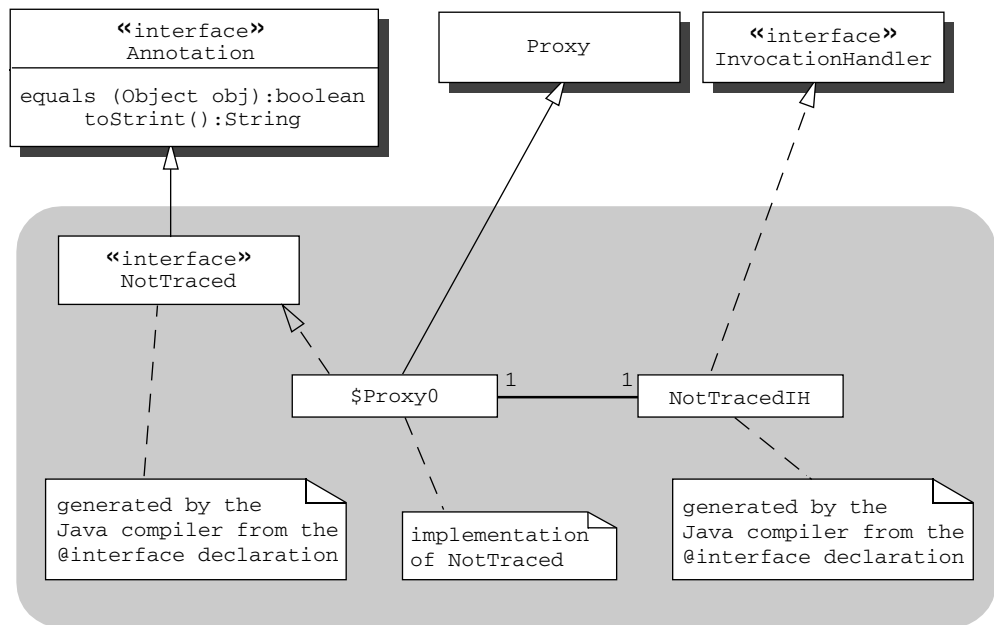 «interface»
Annotation
equals (Object obj):boolean
toStrint():String
Proxy
«interface»
InvocationHandler
«interface»
NotTraced
$Proxy0
1
1
NotTracedIH
generated by the
Java compiler from the
@interface declaration
implementation
of NotTraced
generated by the
Java compiler from the
@interface declaration